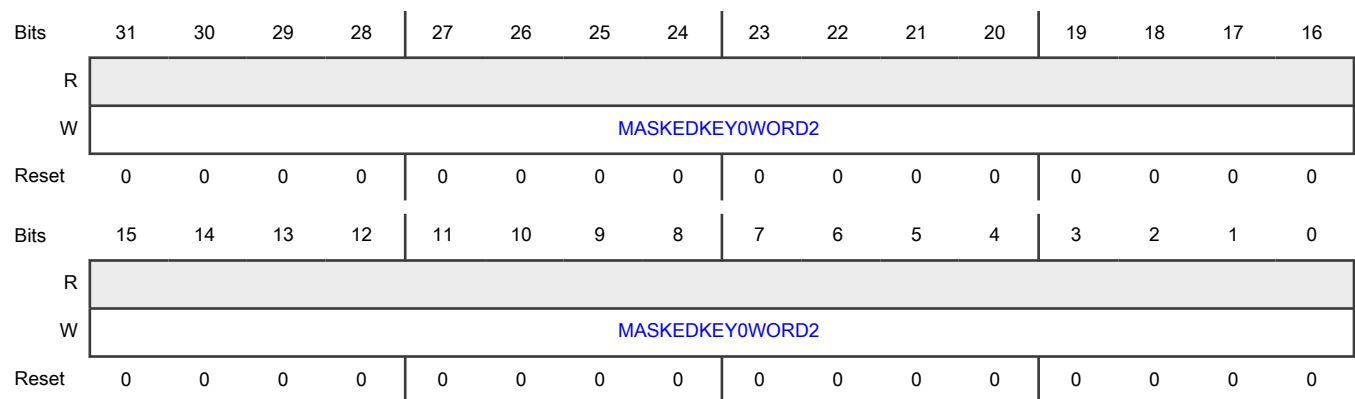 Bits 31 30 29 28 27 26 25 24 23 22 21 20 19 18 17 16
R
W MASKEDKEY0WORD2
Reset 0 0 0 0 0 0 0 0 0 0 0 0 0 0 0 0
Bits 15 14 13 12 11 10 9 8 7 6 5 4 3 2 1 0
R
W MASKEDKEY0WORD2
Reset 0 0 0 0 0 0 0 0 0 0 0 0 0 0 0 0